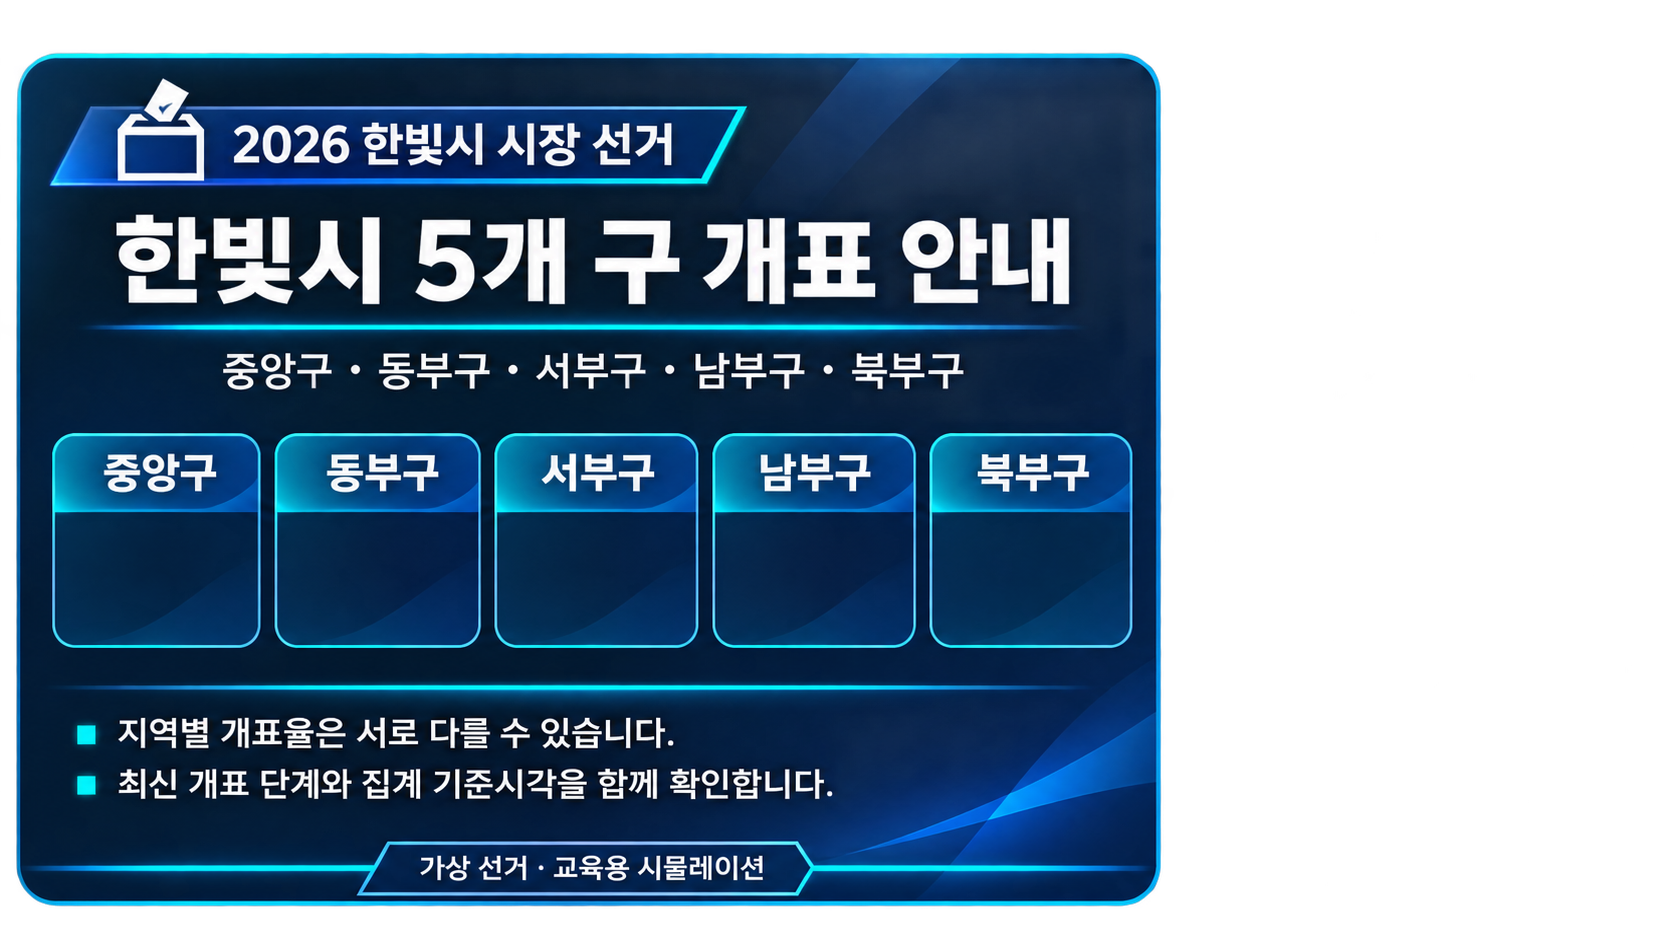 2026 한빛시 시장 선거
한빛시 5개 구 개표 안내
중앙구 • 동부구 • 서부구 • 남부구 • 북부구
중앙구
동부구
서부구
남부구
북부구
지역별 개표율은 서로 다를 수 있습니다.
최신 개표 단계와 집계 기준시각을 함께 확인합니다.
가상 선거 · 교육용 시물레이션